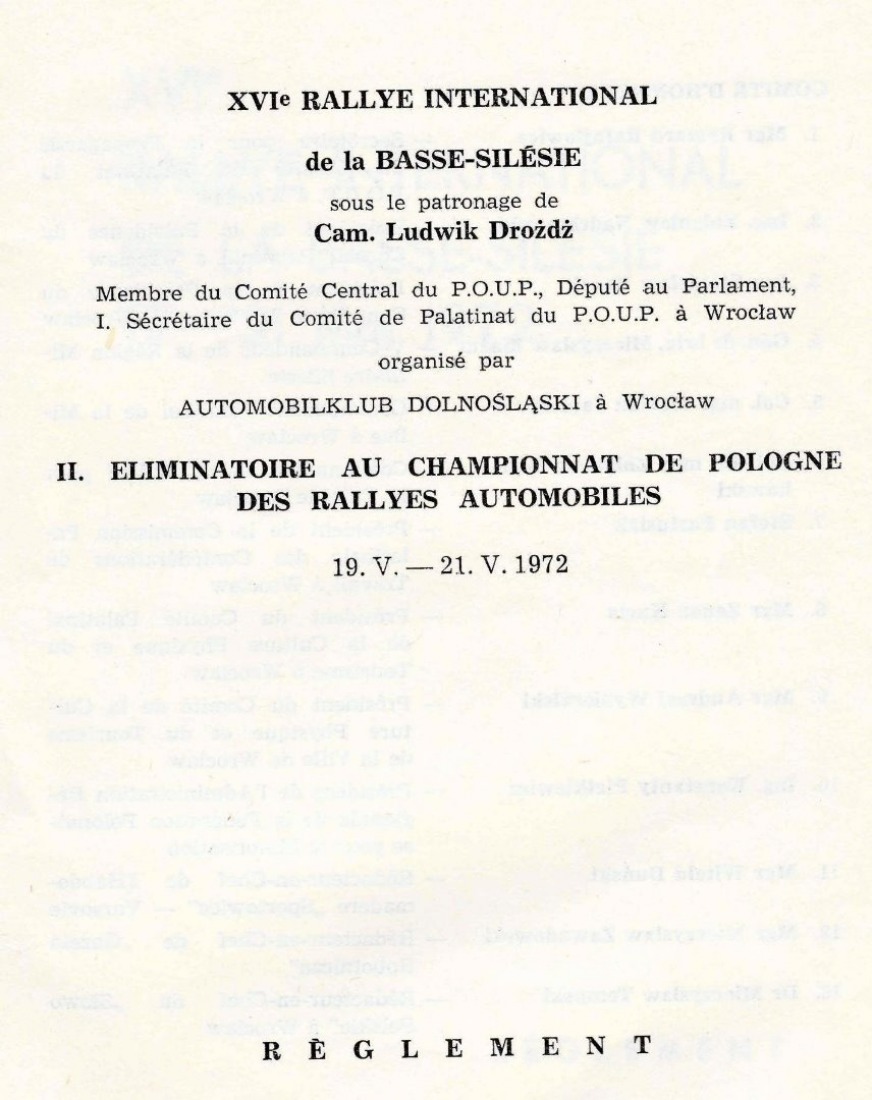 XVIe RALLYE INTERNATIONAL
de la BASSE-SILÉSIE
sous le patronage de
Cam. Ludwik Drożdż
Membre du Comité Central du P.O.U.P., Député au Parlament,
I. Sécrétaire du Comité de Palatinat du P.O.U.P. à Wrocław
organisé par
AUTOMOBILKLUB DOLNOŚLĄSKI à Wrocław
II. ELIMINATOIRE AU CHAMPIONNAT DE POLOGNE
DES RALLYES AUTOMOBILES
19. V. — 21. V. 1972
RÈGLEMENT